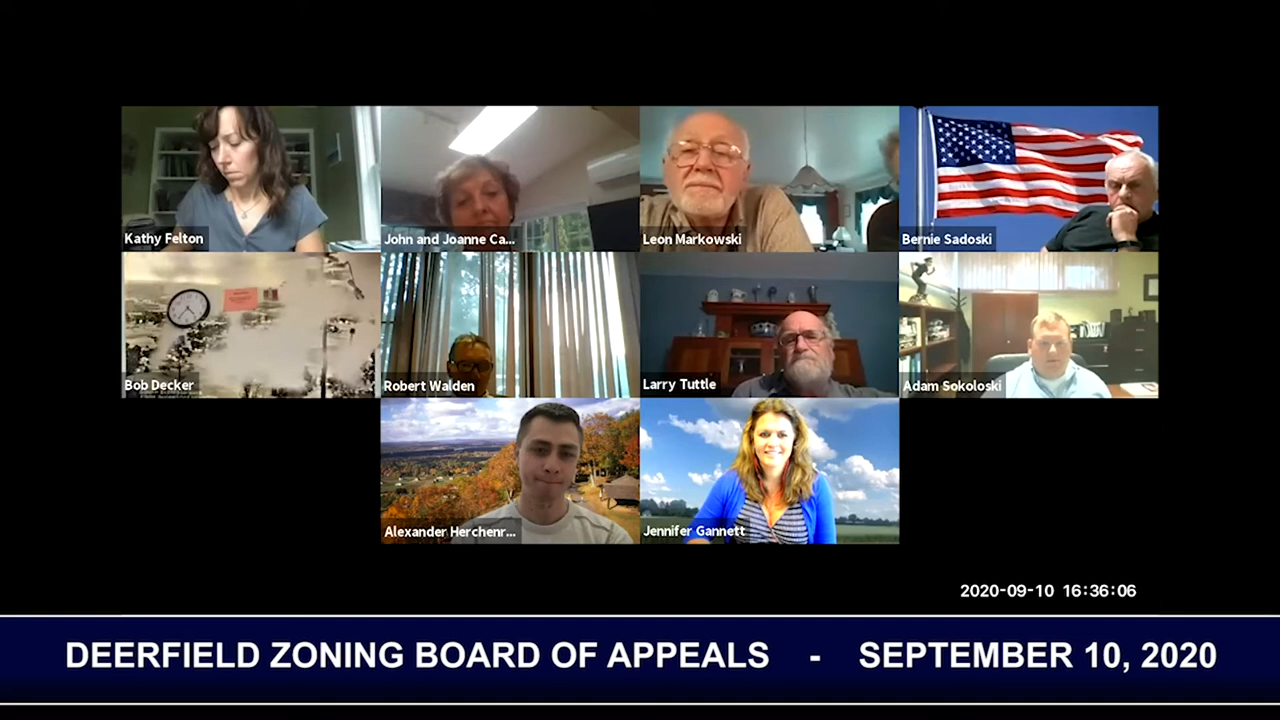 Kathy Felton
John and Joanne Ca...
Leon Markowski
Bernie Sadoski
Bob Decker
Robert Walden
Larry Tuttle
Adam Sokoloski
Alexander Herchenr...
Jennifer Gannett
2020-09-10 16:36:06
DEERFIELD ZONING BOARD OF APPEALS - SEPTEMBER 10, 2020